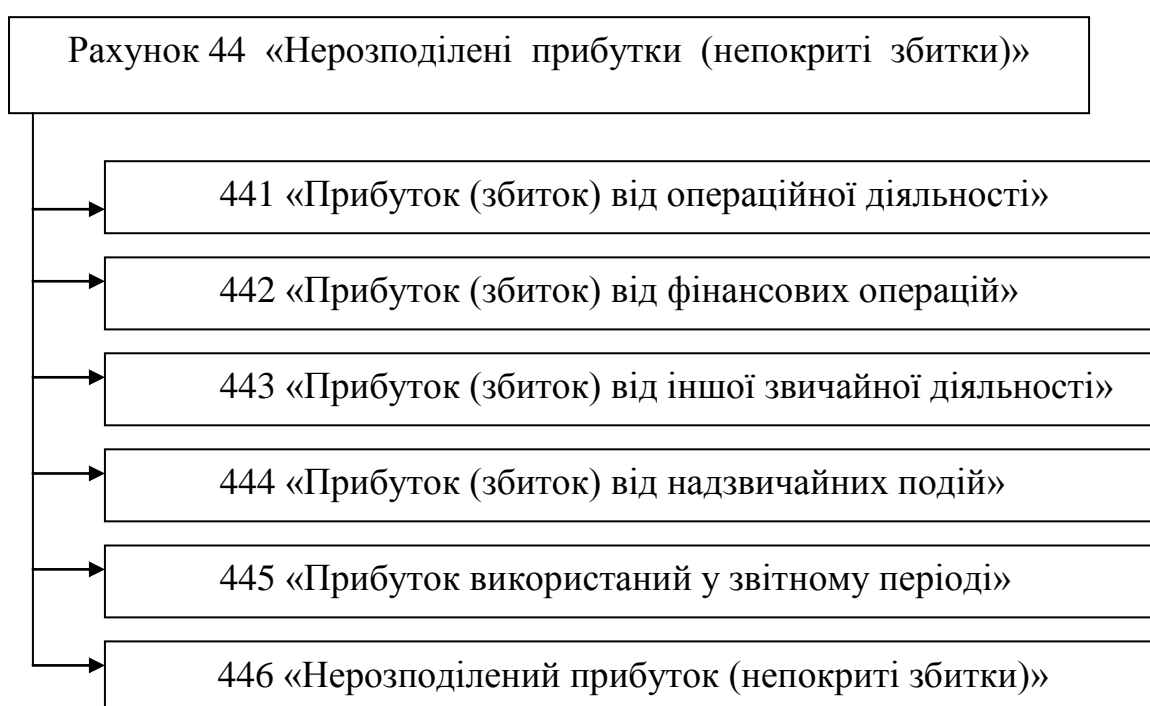 Рахунок 44 «Нерозподілені прибутки (непокриті збитки)»
441 «Прибуток (збиток) від операційної діяльності»
442 «Прибуток (збиток) від фінансових операцій»
443 «Прибуток (збиток) від іншої звичайної діяльності»
444 «Прибуток (збиток) від надзвичайних подій»
445 «Прибуток використаний у звітному періоді»
446 «Нерозподілений прибуток (непокриті збитки)»